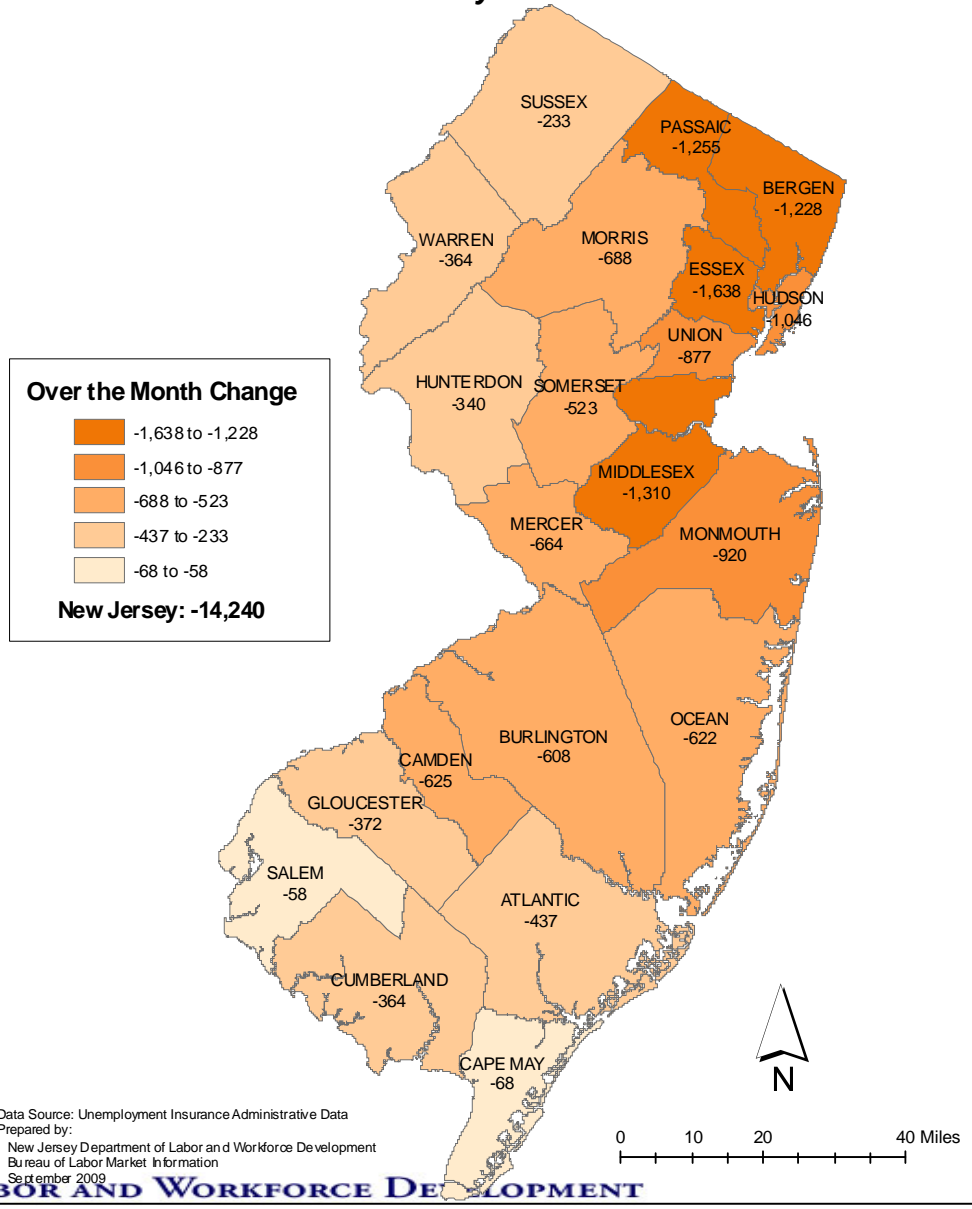 SUSSEX
-233
PASSAIC
-1,255
BERGEN
-1,228
WARREN
-364
MORRIS
-688
ESSEX
-1,638
HUDSON
-1,046
UNION
-877
HUNTERDON
-340
SOMERSET
-523
Over the Month Change
-1,638 to -1,228
-1,046 to -877
-688 to -523
-437 to -233
-68 to -58
New Jersey: -14,240
MIDDLESEX
-1,310
MERCER
-664
MONMOUTH
-920
OCEAN
-622
BURLINGTON
-608
CAMDEN
-625
GLOUCESTER
-372
SALEM
-58
ATLANTIC
-437
CUMBERLAND
-364
CAPE MAY
-68
N
0 10 20 40 Miles
Data Source: Unemployment Insurance Administrative Data
Prepared by:
New Jersey Department of Labor and Workforce Development
Bureau of Labor Market Information
September 2009
AND WORKFORCE